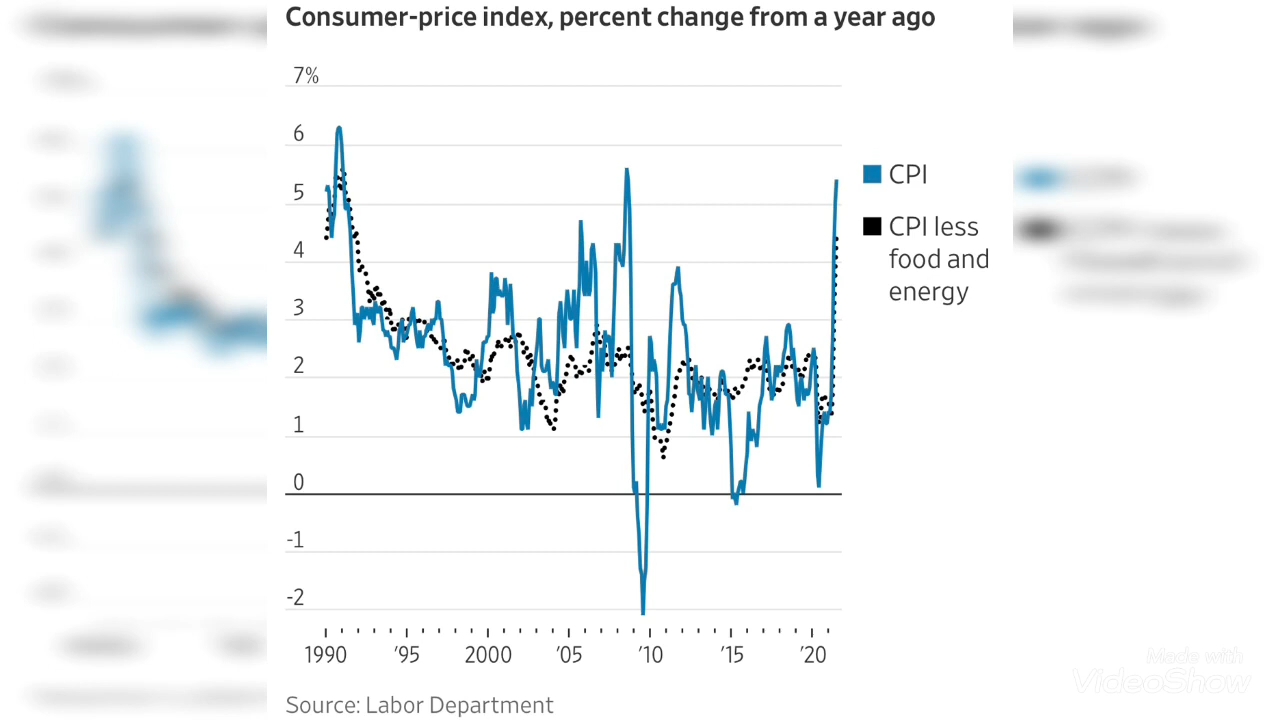 Consumer-price index, percent change from a year ago
7%
6
5
4
3
2
1
0
-1
-2
1990 '95 2000 '05 '10 '15 '20
CPI
CPI less
food and
energy
Source: Labor Department
Made with
VideoShow